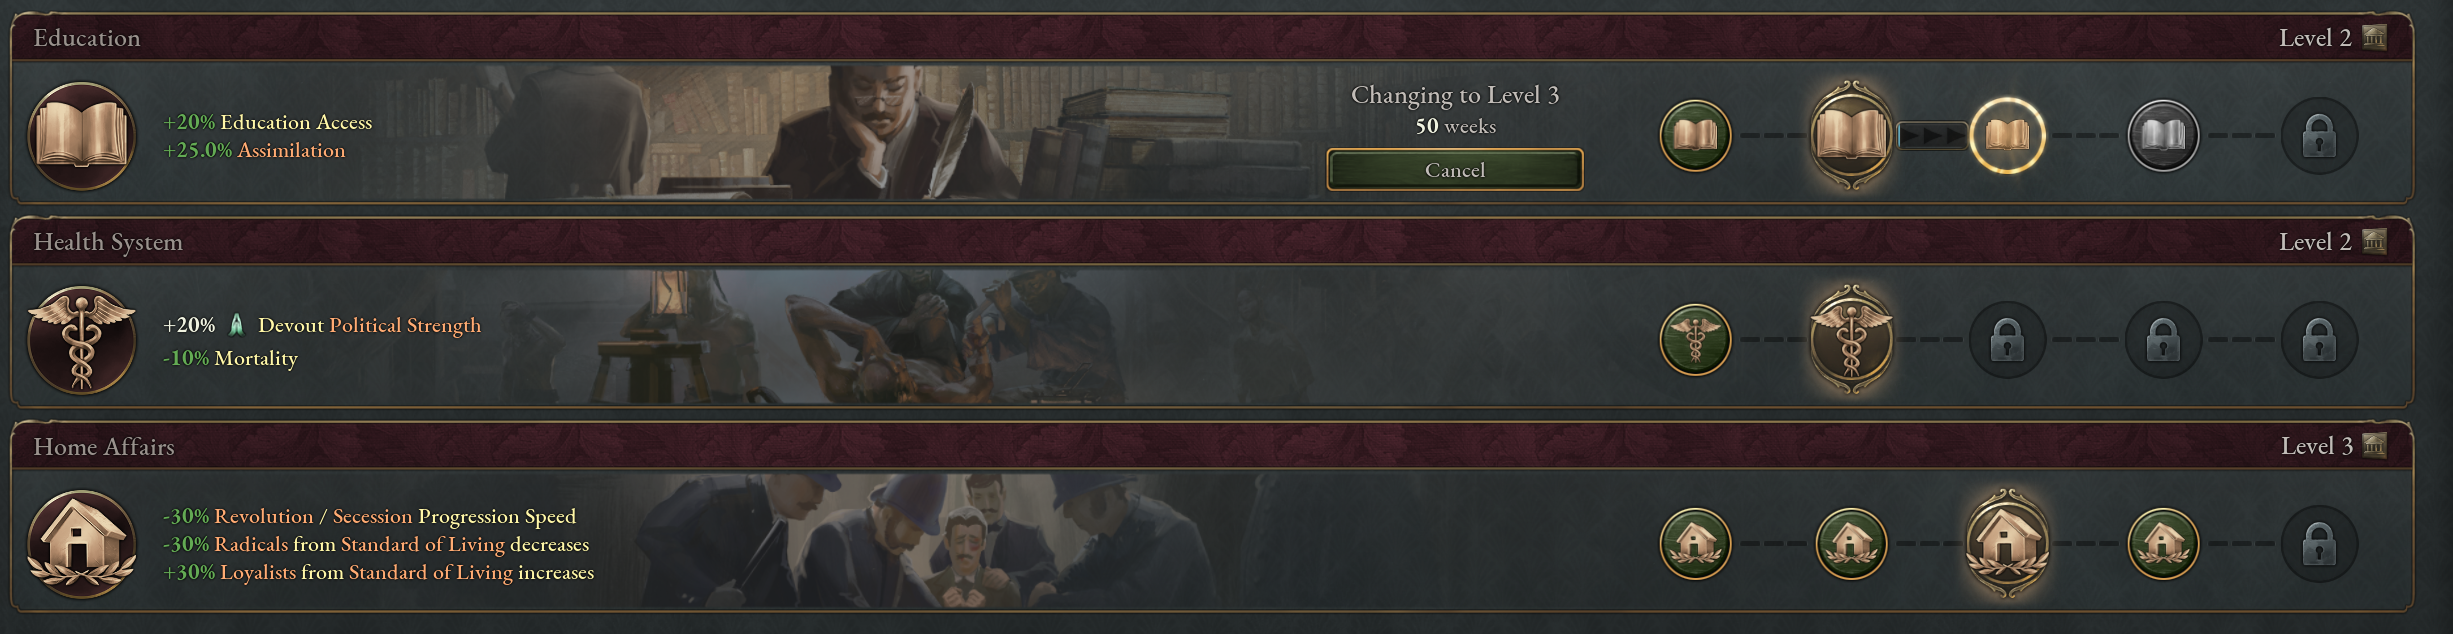 Education
Level 2
+20% Education Access
+25.0% Assimilation
Changing to Level 3
50 weeks
Cancel
Health System
Level 2
+20% Devout Political Strength
-10% Mortality
Home Affairs
Level 3
-30% Revolution / Secession Progression Speed
-30% Radicals from Standard of Living decreases
+30% Loyalists from Standard of Living increases